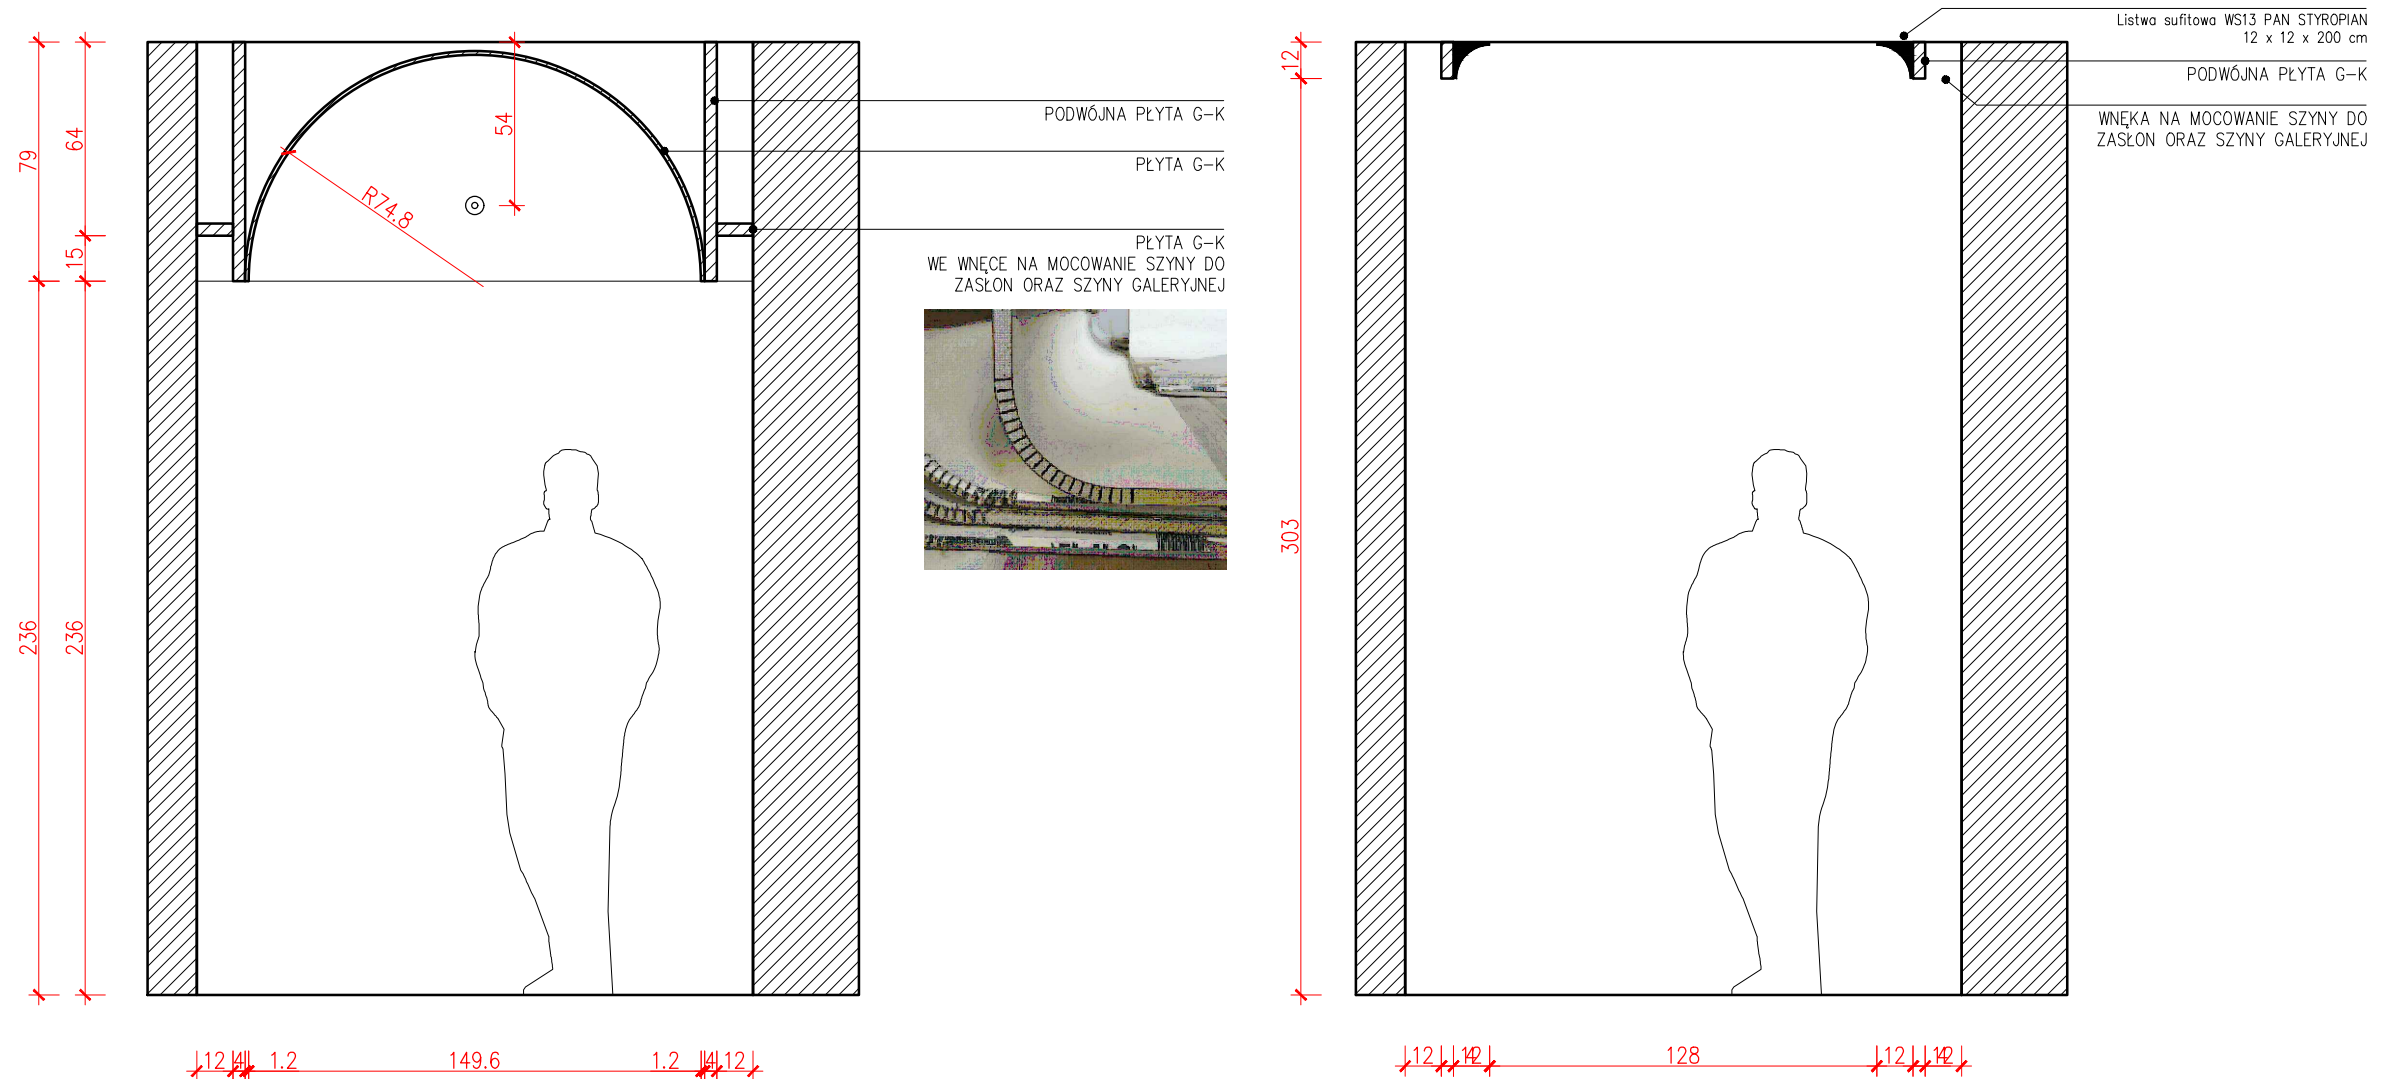 Listwa sufitowa WS13 PAN STYROPIAN
12 x 12 x 200 cm
PODWÓJNA PŁYTA G-K
WNĘKA NA MOCOWANIE SZYNY DO
ZASŁON ORAZ SZYNY GALERYJNEJ
PODWÓJNA PŁYTA G-K
PŁYTA G-K
PŁYTA G-K
WE WNĘCE NA MOCOWANIE SZYNY DO
ZASŁON ORAZ SZYNY GALERYJNEJ
79
236
64
15
236
54
R74.8
12 4 1.2 149.6 1.2 4 12
12
303
12 4 12 128 12 4 12